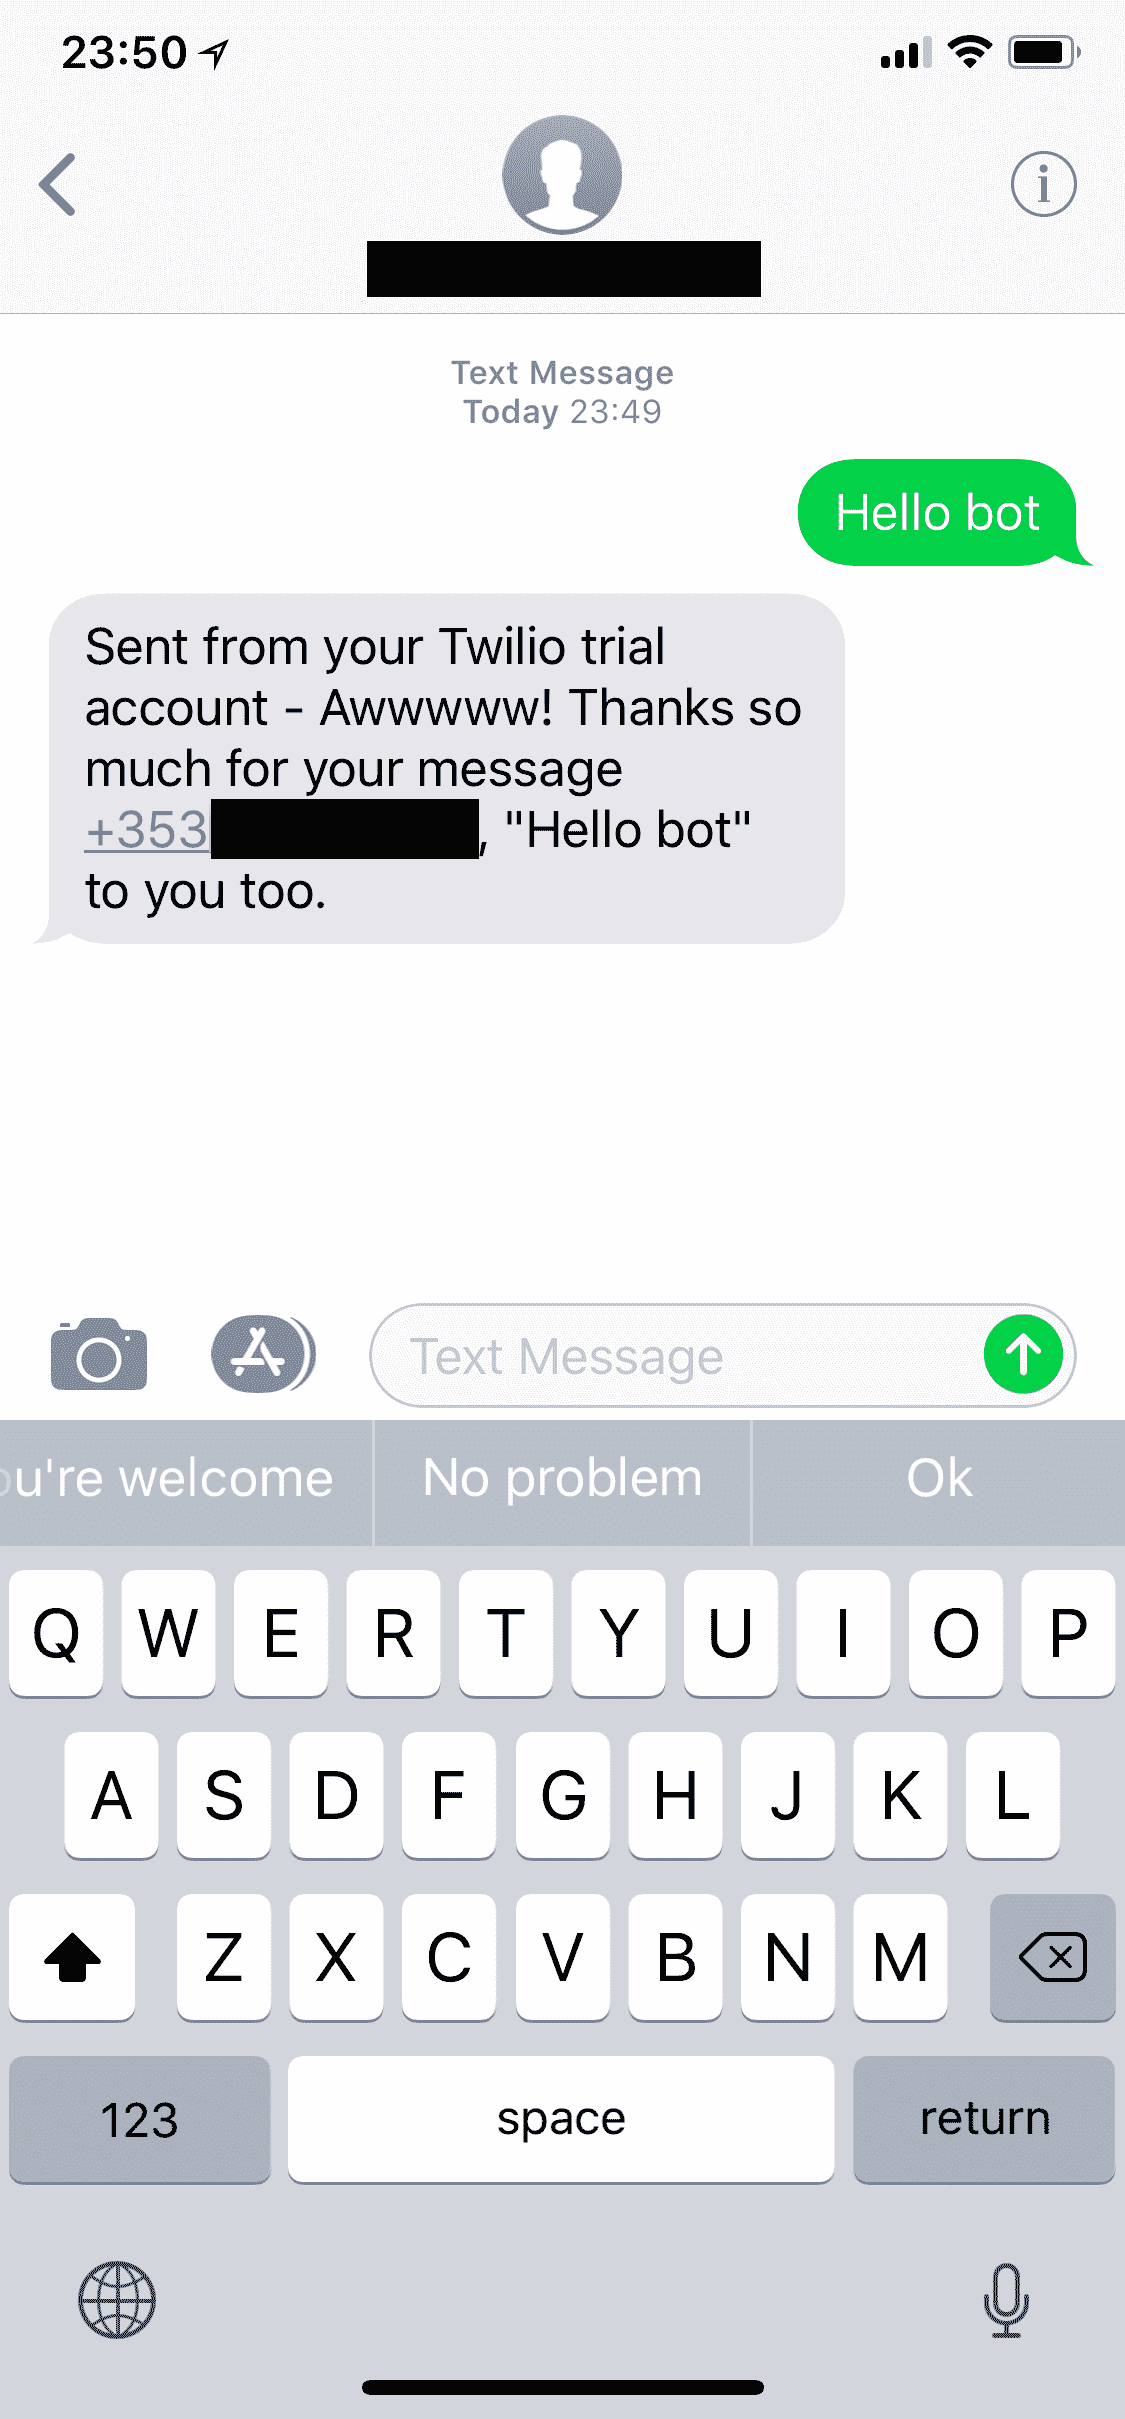 23:50
Text Message
Today 23:49
Hello bot
Sent from your Twilio trial
account - Awwwww! Thanks so
much for your message
+353, "Hello bot"
to you too.
Text Message
ou're welcome No problem Ok
Q W E R T Y U I O P
A S D F G H J K L
Z X C V B N M
123 space return